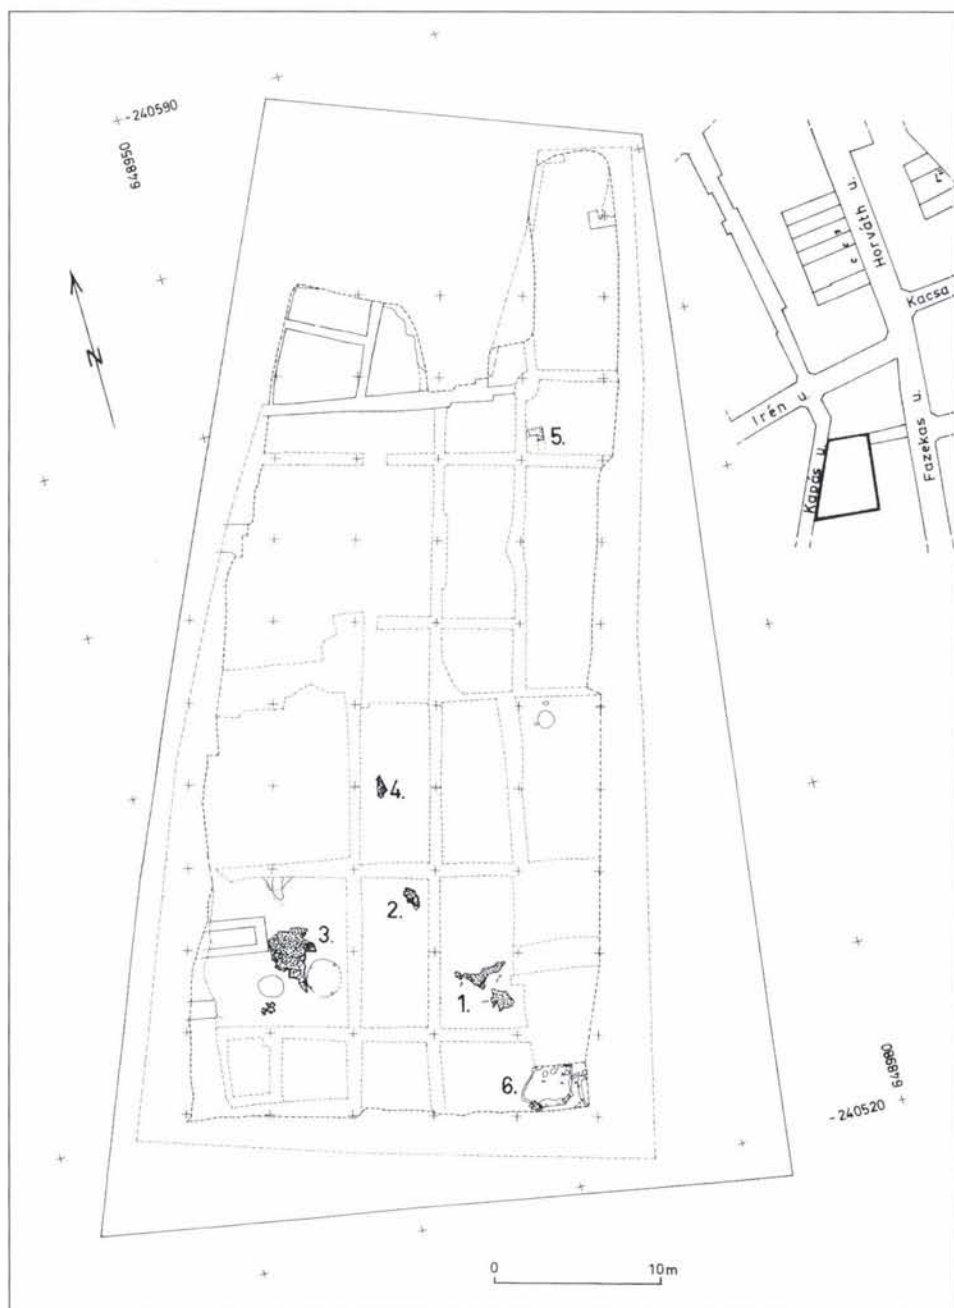 -240590
648950
N
Horváth u.
Kacsa
Irén u.
Kapás u.
Fazekas u.
5.
4.
2.
3.
1.
6.
648980
-240520
0 10m